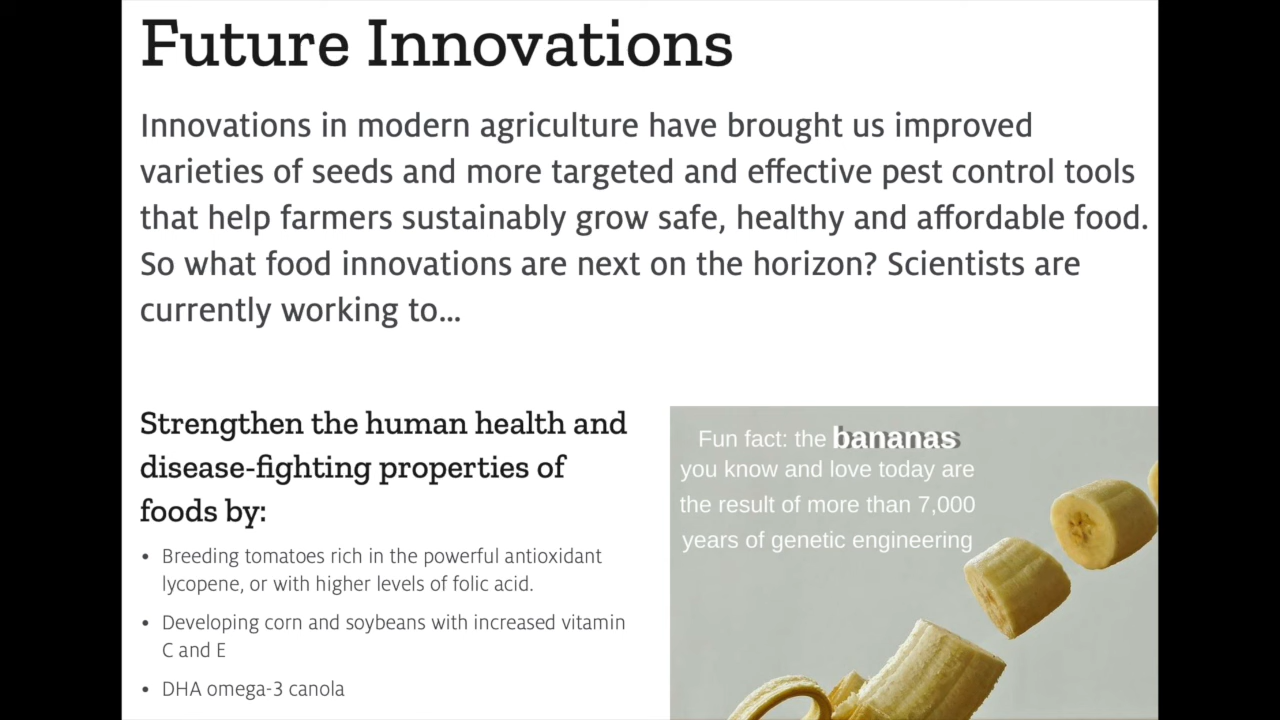 Future Innovations
Innovations in modern agriculture have brought us improved
varieties of seeds and more targeted and effective pest control tools
that help farmers sustainably grow safe, healthy and affordable food.
So what food innovations are next on the horizon? Scientists are
currently working to...
Strengthen the human health and
disease-fighting properties of
foods by:
• Breeding tomatoes rich in the powerful antioxidant
lycopene, or with higher levels of folic acid.
• Developing corn and soybeans with increased vitamin
C and E
• DHA omega-3 canola
Fun fact: the bananas
you know and love today are
the result of more than 7,000
years of genetic engineering